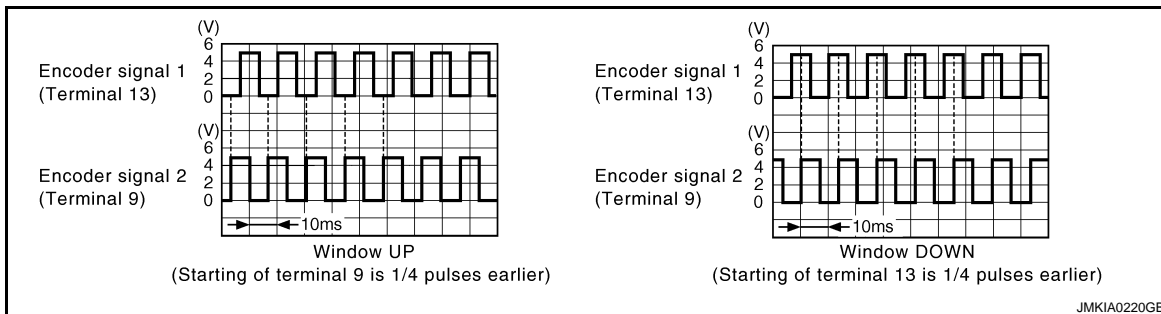 (V)
6
4
2
0
Encoder signal 1
(Terminal 13)
(V)
6
4
2
0
Encoder signal 2
(Terminal 9)
10ms
Window UP
(Starting of terminal 9 is 1/4 pulses earlier)
(V)
6
4
2
0
Encoder signal 1
(Terminal 13)
(V)
6
4
2
0
Encoder signal 2
(Terminal 9)
10ms
Window DOWN
(Starting of terminal 13 is 1/4 pulses earlier)
JMKIA0220GB